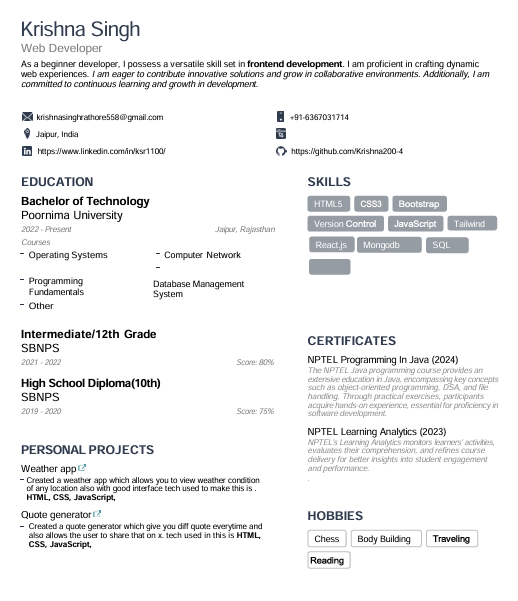 Krishna Singh
Web Developer
As a beginner developer, I possess a versatile skill set in frontend development. I am proficient in crafting dynamic
web experiences. I am eager to contribute innovative solutions and grow in collaborative environments. Additionally, I am
committed to continuous learning and growth in development.
krishnasinghrathore558@gmail.com
+91-6367031714
Jaipur, India
https://www.linkedin.com/in/ksr1100/
https://github.com/Krishna200-4
EDUCATION
Bachelor of Technology
Poornima University
2022 - Present
Jaipur, Rajasthan
Courses
– Operating Systems
– Computer Network
–
– Programming
Fundamentals
Database Management
System
– Other
Intermediate/12th Grade
SBNPS
2021 - 2022
Score: 80%
High School Diploma(10th)
SBNPS
2019 - 2020
Score: 75%
PERSONAL PROJECTS
Weather app
– Created a weather app which allows you to view weather condition
of any location also with good interface tech used to make this is .
HTML, CSS, JavaScript,
Quote generator
– Created a quote generator which give you diff quote everytime and
also allows the user to share that on x. tech used in this is HTML,
CSS, JavaScript,
SKILLS
HTML5 CSS3 Bootstrap
Version Control JavaScript Tailwind
React.js Mongodb SQL
CERTIFICATES
NPTEL Programming In Java (2024)
The NPTEL Java programming course provides an
extensive education in Java, encompassing key concepts
such as object-oriented programming, DSA, and file
handling. Through practical exercises, participants
acquire hands-on experience, essential for proficiency in
software development.
NPTEL Learning Analytics (2023)
NPTEL's Learning Analytics monitors learners' activities,
evaluates their comprehension, and refines course
delivery for better insights into student engagement
and performance.
.
HOBBIES
Chess Body Building Traveling
Reading